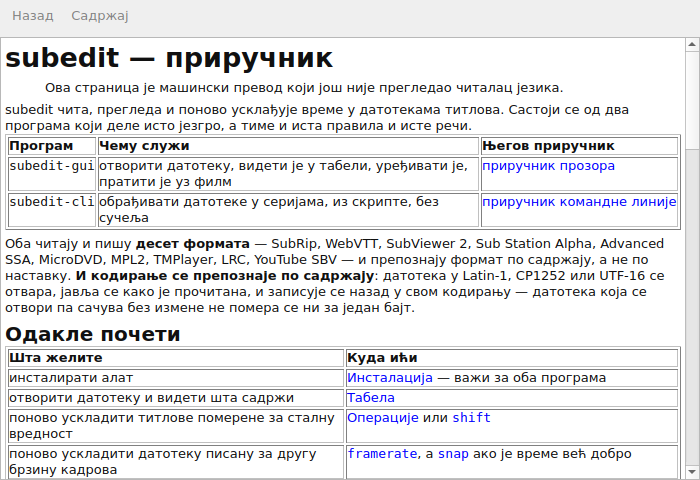 Назад Садржај
subedit — приручник
Ова страница је машински превод који још није прегледао читалац језика.
subedit чита, прегледа и поново усклађује време у датотекама титлова. Састоји се од два
програма који деле исто језгро, а тиме и иста правила и исте речи.
Програм Чему служи Његов приручник
subedit-gui отворити датотеку, видети је у табели, уређивати је, приручник прозора
пратити је уз филм
subedit-cli обрађивати датотеке у серијама, из скрипте, без приручник командне линије
сучеља
Оба читају и пишу десет формата — SubRip, WebVTT, SubViewer 2, Sub Station Alpha, Advanced
SSA, MicroDVD, MPL2, TMPlayer, LRC, YouTube SBV — и препознају формат по садржају, а не по
наставку. И кодирање се препознаје по садржају: датотека у Latin-1, CP1252 или UTF-16 се
отвара, јавља се како је прочитана, и записује се назад у свом кодирању — датотека која се
отвори па сачува без измене не помера се ни за један бајт.
Одакле почети
Шта желите Куда ићи
инсталирати алат Инсталација — важи за оба програма
отворити датотеку и видети шта садржи Табела
поново ускладити титлове померене за сталну Операције или shift
вредност
поново ускладити датотеку писану за другу framerate, а snap ако је време већ добро
брзину кадрова